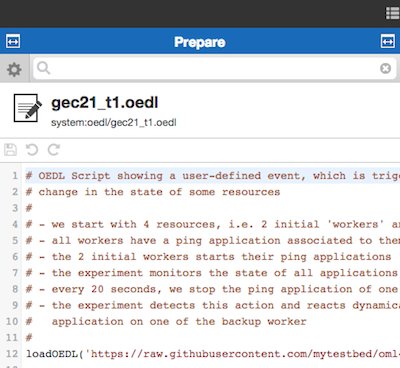 Prepare
gec21_t1.oedl
system:oedl/gec21_t1.oedl
1 # OEDL Script showing a user-defined event, which is trig
2 # change in the state of some resources
3 #
4 # - we start with 4 resources, i.e. 2 initial 'workers' a
5 # - all workers have a ping application associated to the
6 # - the 2 initial workers starts their ping applications
7 # - the experiment monitors the state of all applications
8 # - every 20 seconds, we stop the ping application of one
9 # - the experiment detects this action and reacts dynamic
10 #   application on one of the backup worker
11 #
12 loadOEDL('https://raw.githubusercontent.com/mytestbed/oml